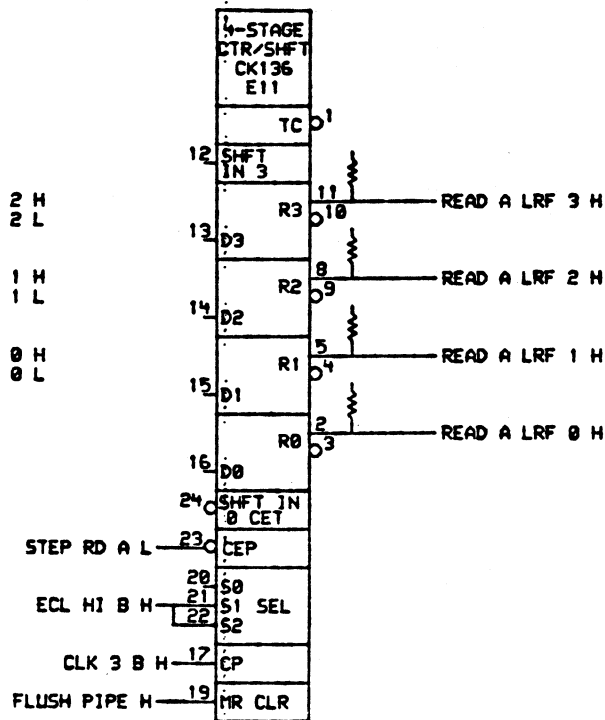 4-STAGE
CTR/SHFT
CK136
E11
TC 1
12 SHFT
IN 3
2 H
2 L
11
R3 10
READ A LRF 3 H
13 D3
1 H
1 L
8
R2 9
READ A LRF 2 H
14 D2
0 H
0 L
5
R1 4
READ A LRF 1 H
15 D1
2
R0 3
READ A LRF 0 H
16 D0
24 SHFT IN
0 CET
STEP RD A L 23 CEP
20 S0
ECL HI B H 21 S1 SEL
22 S2
CLK 3 B H 17 CP
FLUSH PIPE H 19 MR CLR